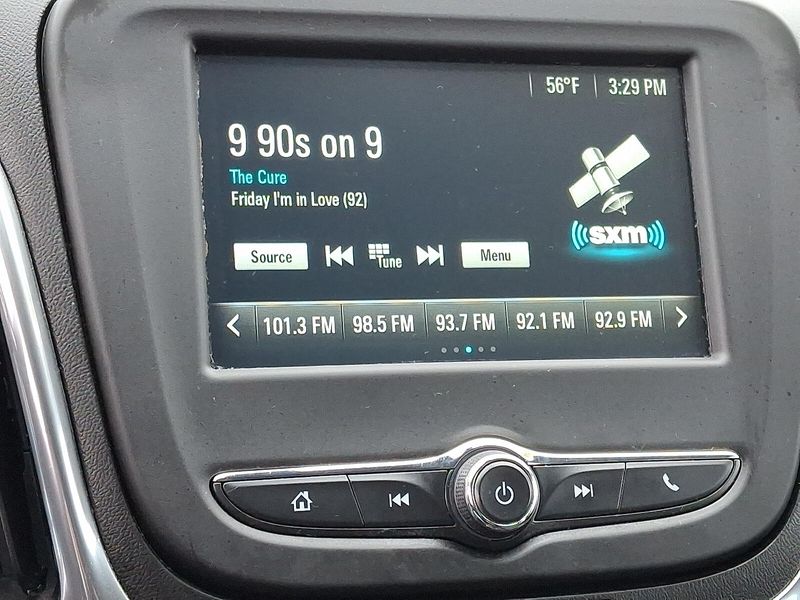 56°F 3:29 PM
9 90s on 9
The Cure
Friday I'm in Love (92)
sxm
Source Tune Menu
101.3 FM 98.5 FM 93.7 FM 92.1 FM 92.9 FM